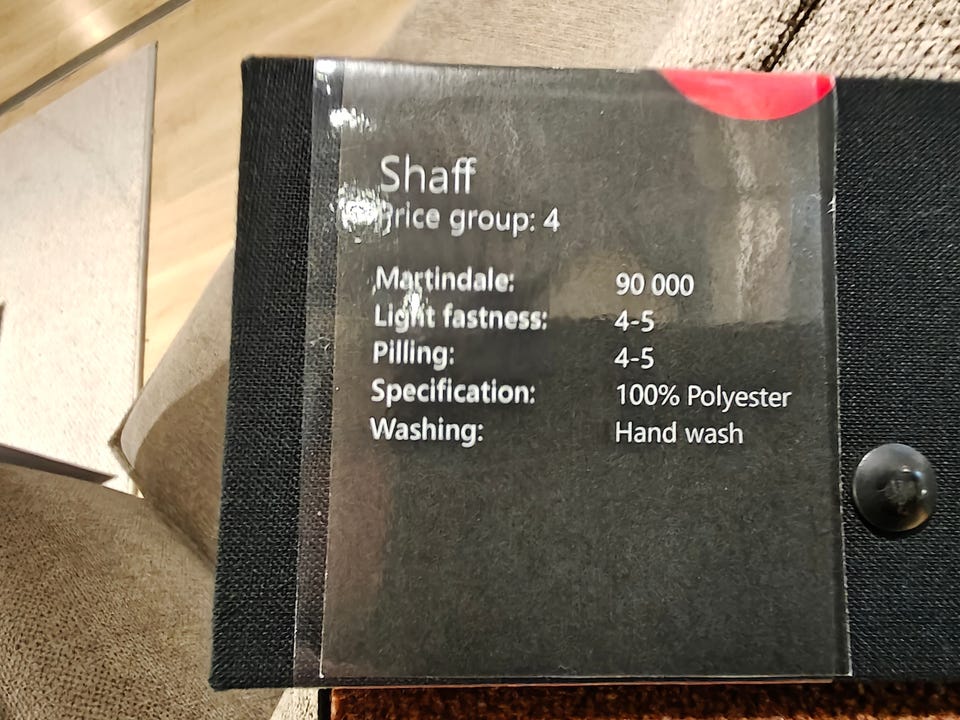 Shaff
Price group: 4
Martindale: 90 000
Light fastness: 4-5
Pilling: 4-5
Specification: 100% Polyester
Washing: Hand wash